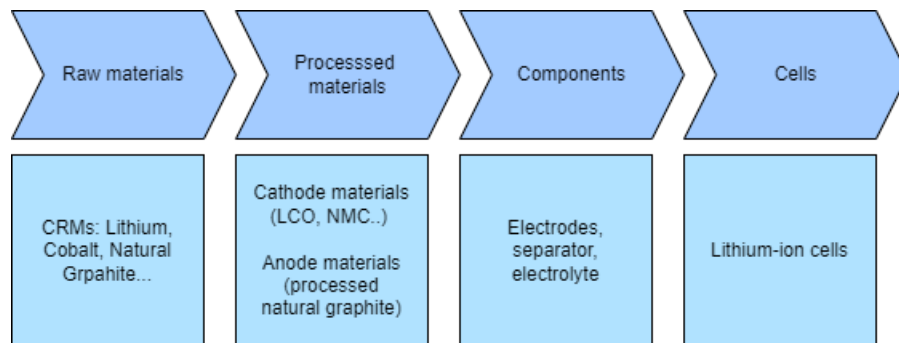 Raw materials
Processsed
materials
Components
Cells
CRMs: Lithium,
Cobalt, Natural
Grpahite...
Cathode materials
(LCO, NMC..)
Anode materials
(processed
natural graphite)
Electrodes,
separator,
electrolyte
Lithium-ion cells